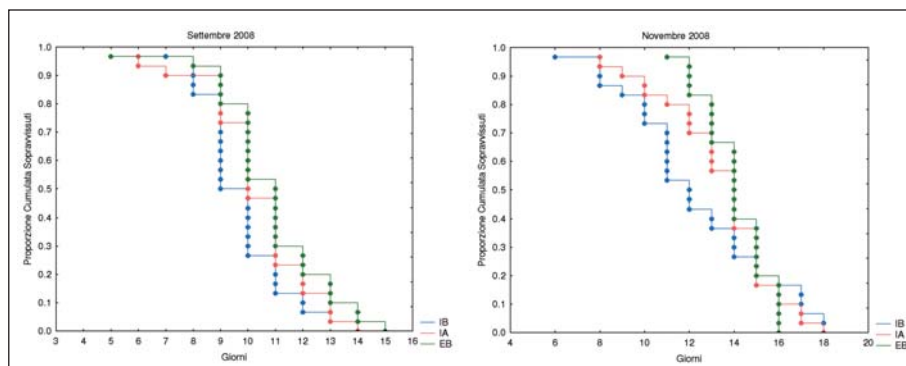 Settembre 2008
Proporzione Cumulata Sopravvissuti
1.0
0.9
0.8
0.7
0.6
0.5
0.4
0.3
0.2
0.1
0.0
3 4 5 6 7 8 9 10 11 12 13 14 15 16
Giorni
IB
IA
EB
Novembre 2008
Proporzione Cumulata Sopravvissuti
1.0
0.9
0.8
0.7
0.6
0.5
0.4
0.3
0.2
0.1
0.0
4 6 8 10 12 14 16 18 20
Giorni
IB
IA
EB